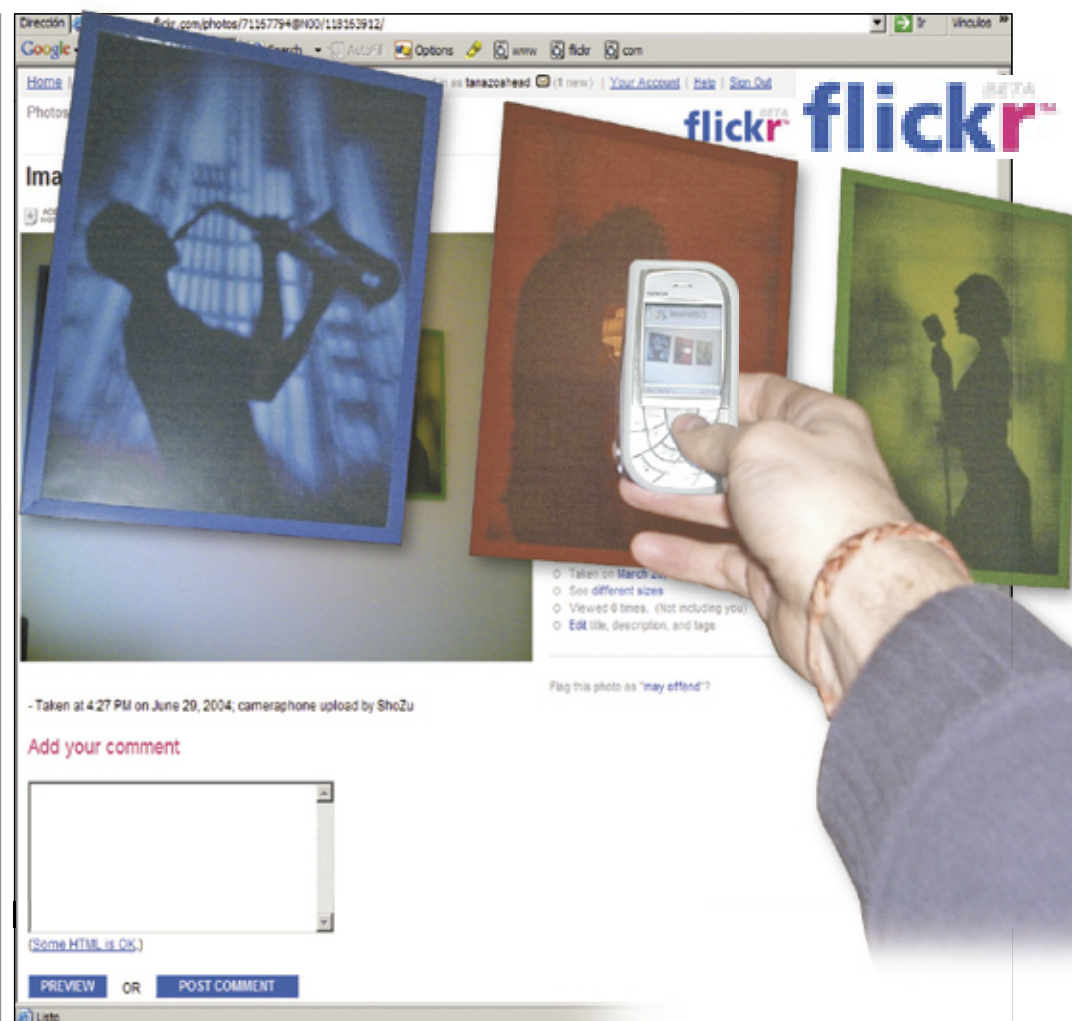 Dirección flickr.com/photos/71157794@N00/118163912/ Ir Vínculos »
Google Search AutoFill Options www flickr com
Home in as tanazoahead (1 new) | Your Account | Help | Sign Out
Photos
flickr BETA
flickr BETA
Ima
NOKIA
Taken on March
See different sizes
Viewed 0 times. (Not including you)
Edit title, description, and tags
Flag this photo as "may offend"?
- Taken at 4:27 PM on June 29, 2004; cameraphone upload by ShoZu
Add your comment
(Some HTML is OK.)
PREVIEW OR POST COMMENT
Listo